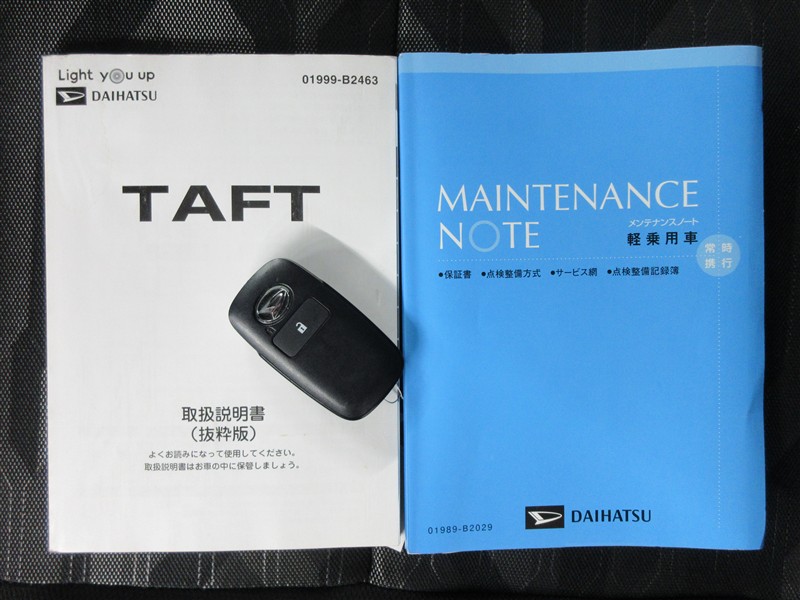 Light you up
DAIHATSU
01999-B2463
TAFT
取扱説明書
（抜粋版）
よくお読みになって使用してください。
取扱説明書はお車の中に保管しましょう。
MAINTENANCE
NOTE
メンテナンスノート
軽乗用車
常時
携行
●保証書 ●点検整備方式 ●サービス網 ●点検整備記録簿
01989-B2029
DAIHATSU